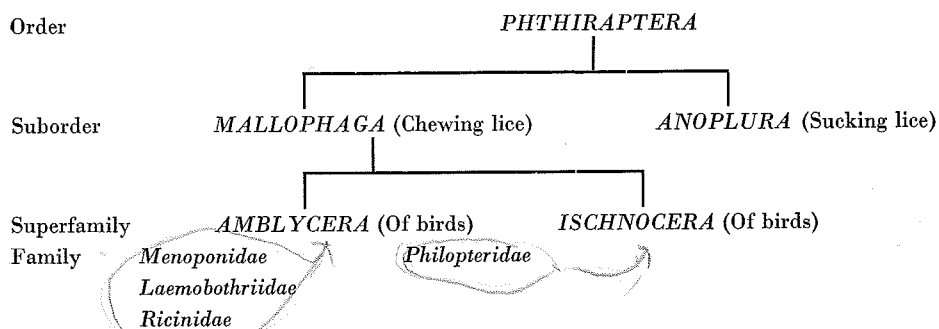 Order PHTHIRAPTERA
Suborder MALLOPHAGA (Chewing lice) ANOPLURA (Sucking lice)
Superfamily AMBLYCERA (Of birds) ISCHNOCERA (Of birds)
Family Menoponidae Philopteridae
Laemobothriidae
Ricinidae